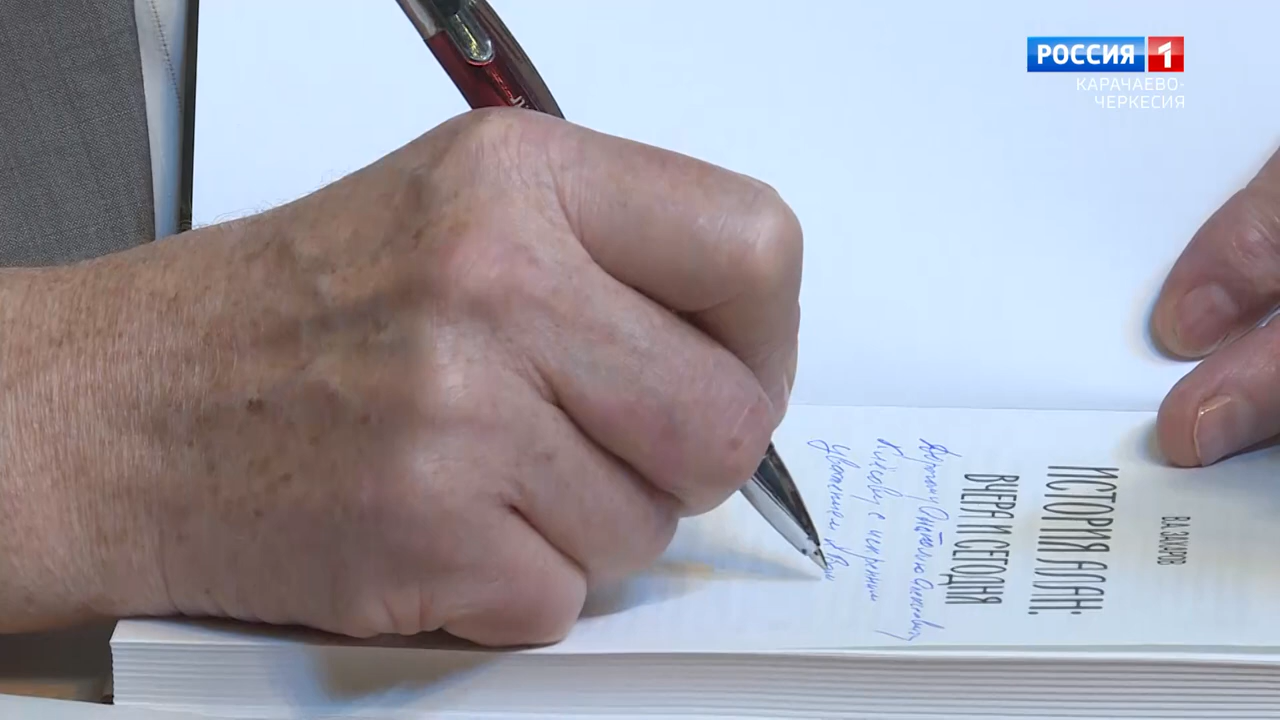 РОССИЯ 1
КАРАЧАЕВО-
ЧЕРКЕСИЯ
В.А. ЗАХАРОВ
ИСТОРИЯ АЛАН:
ВЧЕРА И СЕГОДНЯ
с искренним
уважением